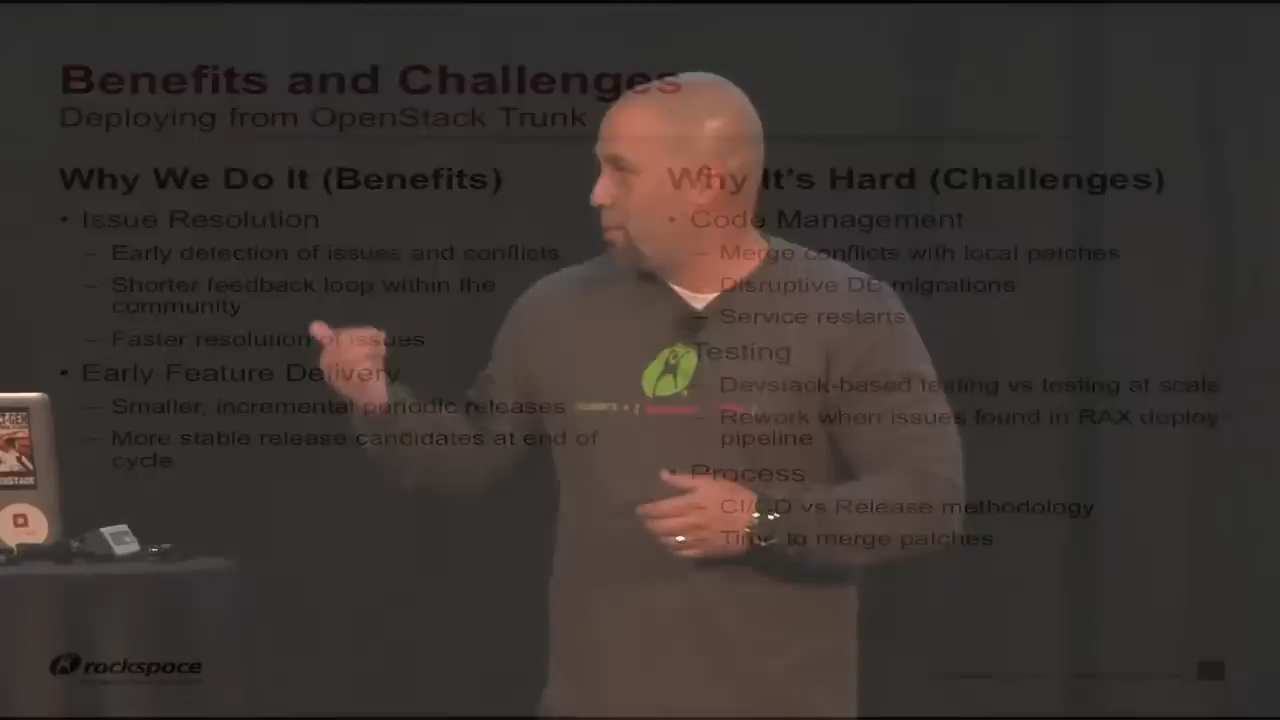 Benefits and Challenges
Deploying from OpenStack Trunk
Why We Do It (Benefits)
• Issue Resolution
– Early detection of issues and conflicts
– Shorter feedback loop within the
community
– Faster resolution of issues
• Early Feature Delivery
– Smaller, incremental periodic releases
– More stable release candidates at end of
cycle
Why It's Hard (Challenges)
• Code Management
– Merge conflicts with local patches
– Disruptive DB migrations
– Service restarts
Testing
– Devstack-based testing vs testing at scale
– Rework when issues found in RAX deploy
pipeline
• Process
CI/CD vs Release methodology
Time to merge patches
rackspace